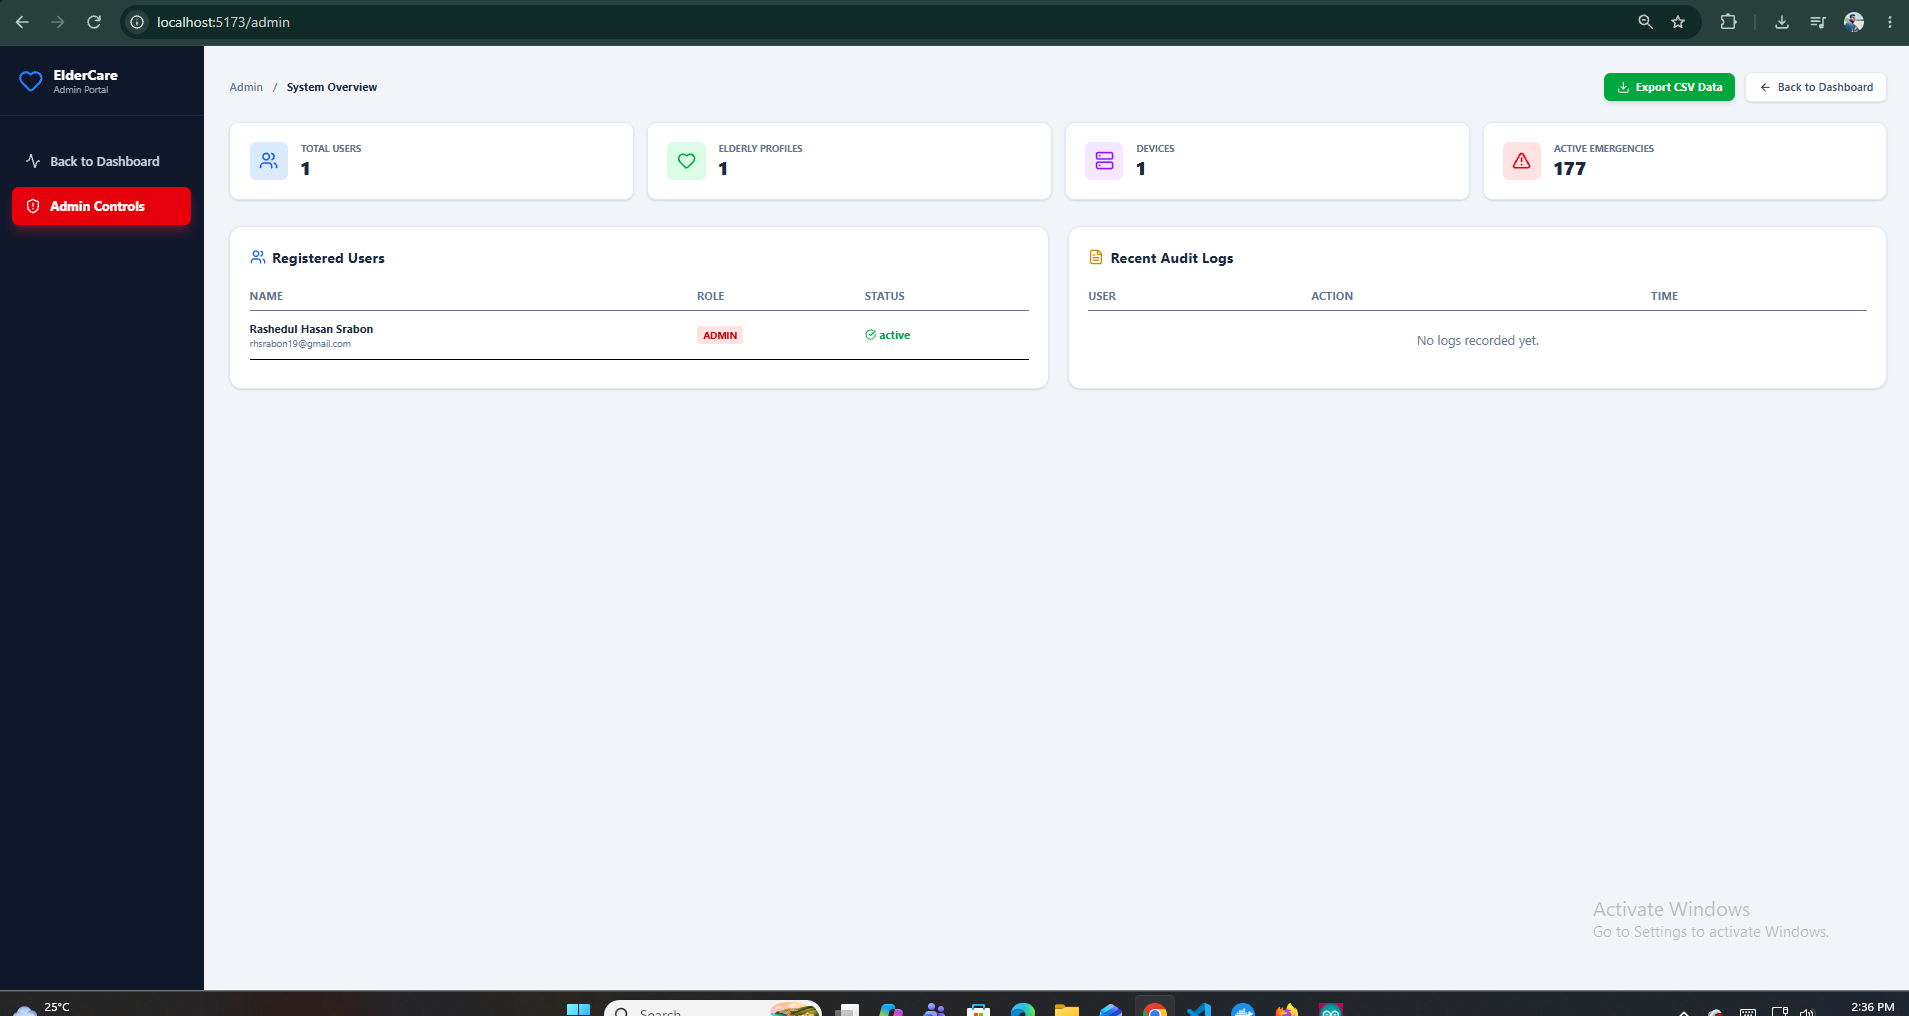 localhost:5173/admin
ElderCare
Admin Portal
Back to Dashboard
Admin Controls
Admin / System Overview
Export CSV Data
Back to Dashboard
TOTAL USERS
1
ELDERLY PROFILES
1
DEVICES
1
ACTIVE EMERGENCIES
177
Registered Users
NAME ROLE STATUS
Rashedul Hasan Srabon
rhsrabon19@gmail.com
ADMIN
active
Recent Audit Logs
USER ACTION TIME
No logs recorded yet.
Activate Windows
Go to Settings to activate Windows.
25°C
Search
2:36 PM